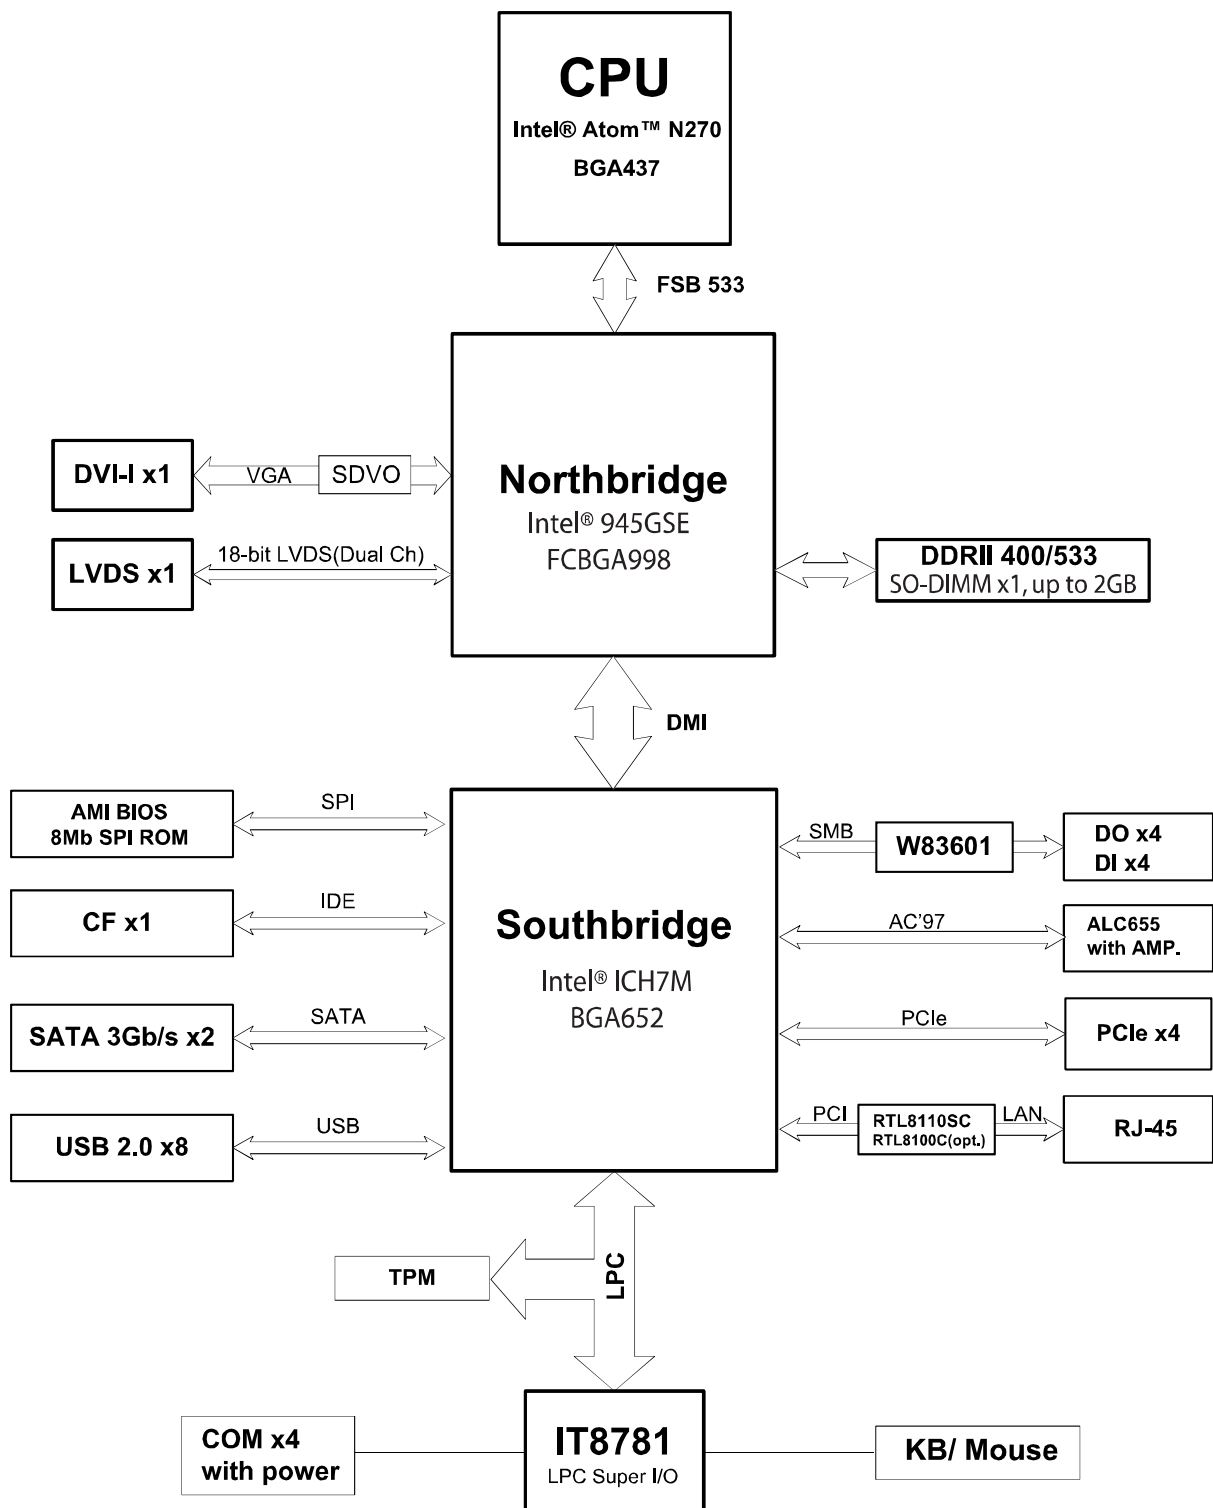 CPU
Intel® Atom™ N270
BGA437
FSB 533
Northbridge
Intel® 945GSE
FCBGA998
DVI-I x1
VGA
SDVO
LVDS x1
18-bit LVDS(Dual Ch)
DDRII 400/533
SO-DIMM x1, up to 2GB
DMI
Southbridge
Intel® ICH7M
BGA652
AMI BIOS
8Mb SPI ROM
SPI
CF x1
IDE
SATA 3Gb/s x2
SATA
USB 2.0 x8
USB
SMB
W83601
DO x4
DI x4
AC’97
ALC655
with AMP.
PCIe
PCIe x4
PCI
RTL8110SC
RTL8100C(opt.)
LAN
RJ-45
TPM
LPC
IT8781
LPC Super I/O
COM x4
with power
KB/ Mouse